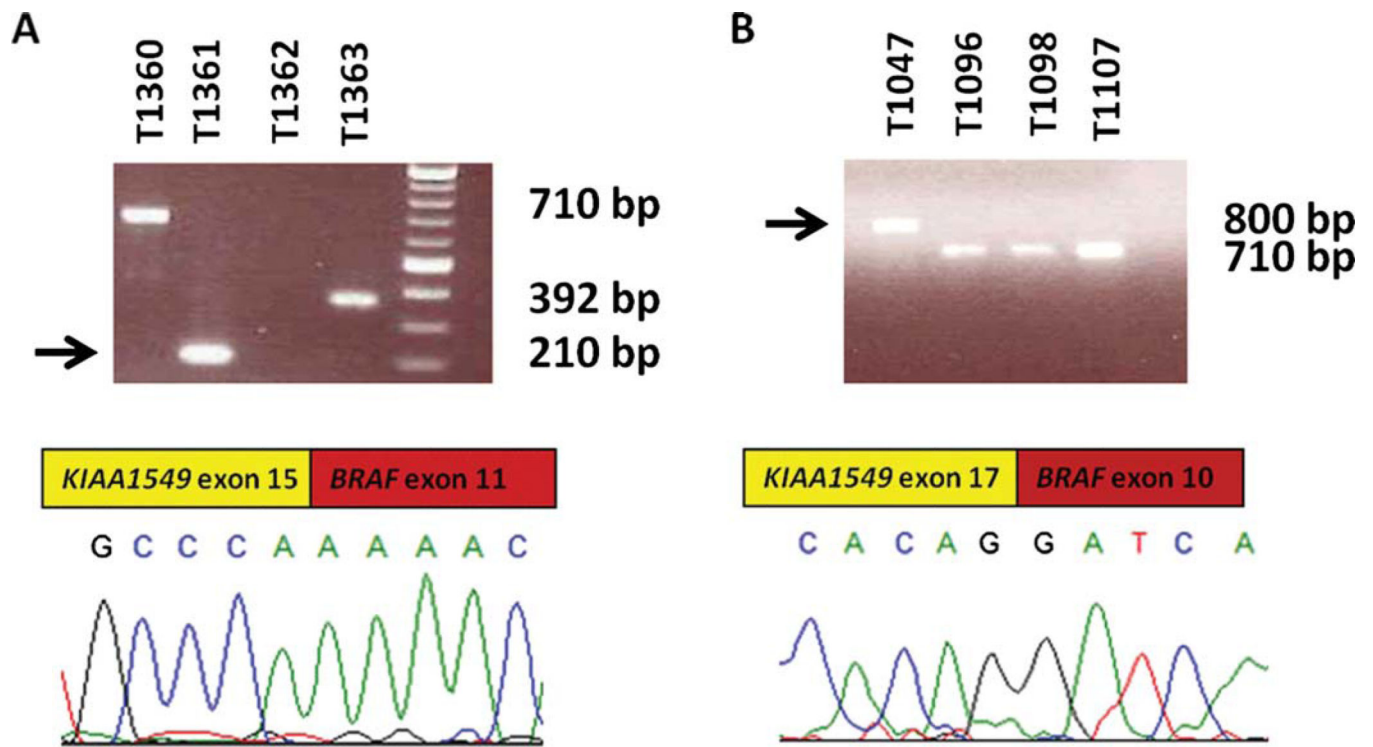 A
T1360
T1361
T1362
T1363
710 bp
392 bp
210 bp
KIAA1549 exon 15
BRAF exon 11
G C C C A A A A A C
B
T1047
T1096
T1098
T1107
800 bp
710 bp
KIAA1549 exon 17
BRAF exon 10
C A C A G G A T C A